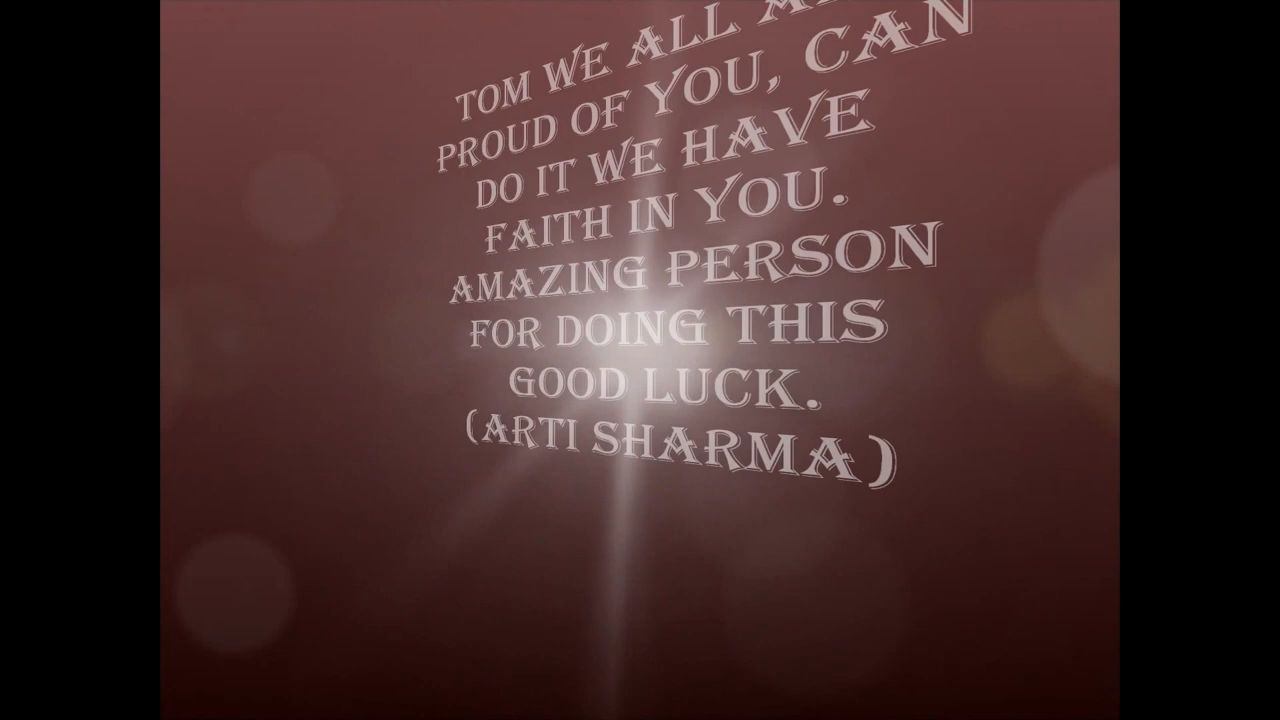 TOM WE ALL
PROUD OF YOU, CAN
DO IT WE HAVE
FAITH IN YOU.
AMAZING PERSON
FOR DOING THIS
GOOD LUCK.
(ARTI SHARMA )